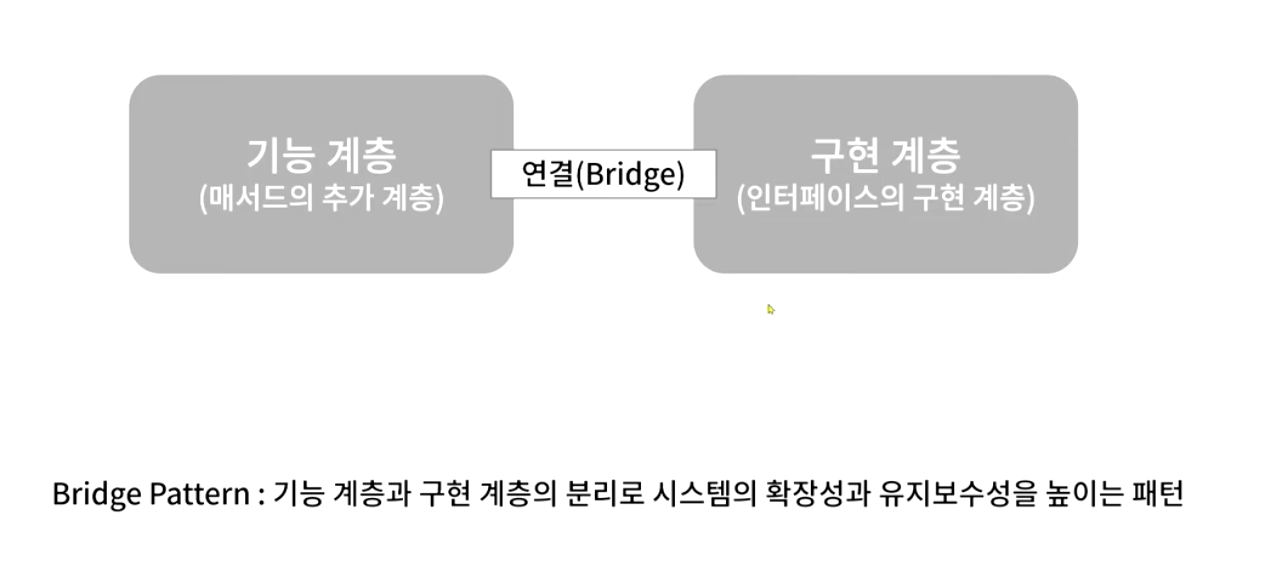 기능 계층
(매서드의 추가 계층)
연결(Bridge)
구현 계층
(인터페이스의 구현 계층)
Bridge Pattern : 기능 계층과 구현 계층의 분리로 시스템의 확장성과 유지보수성을 높이는 패턴